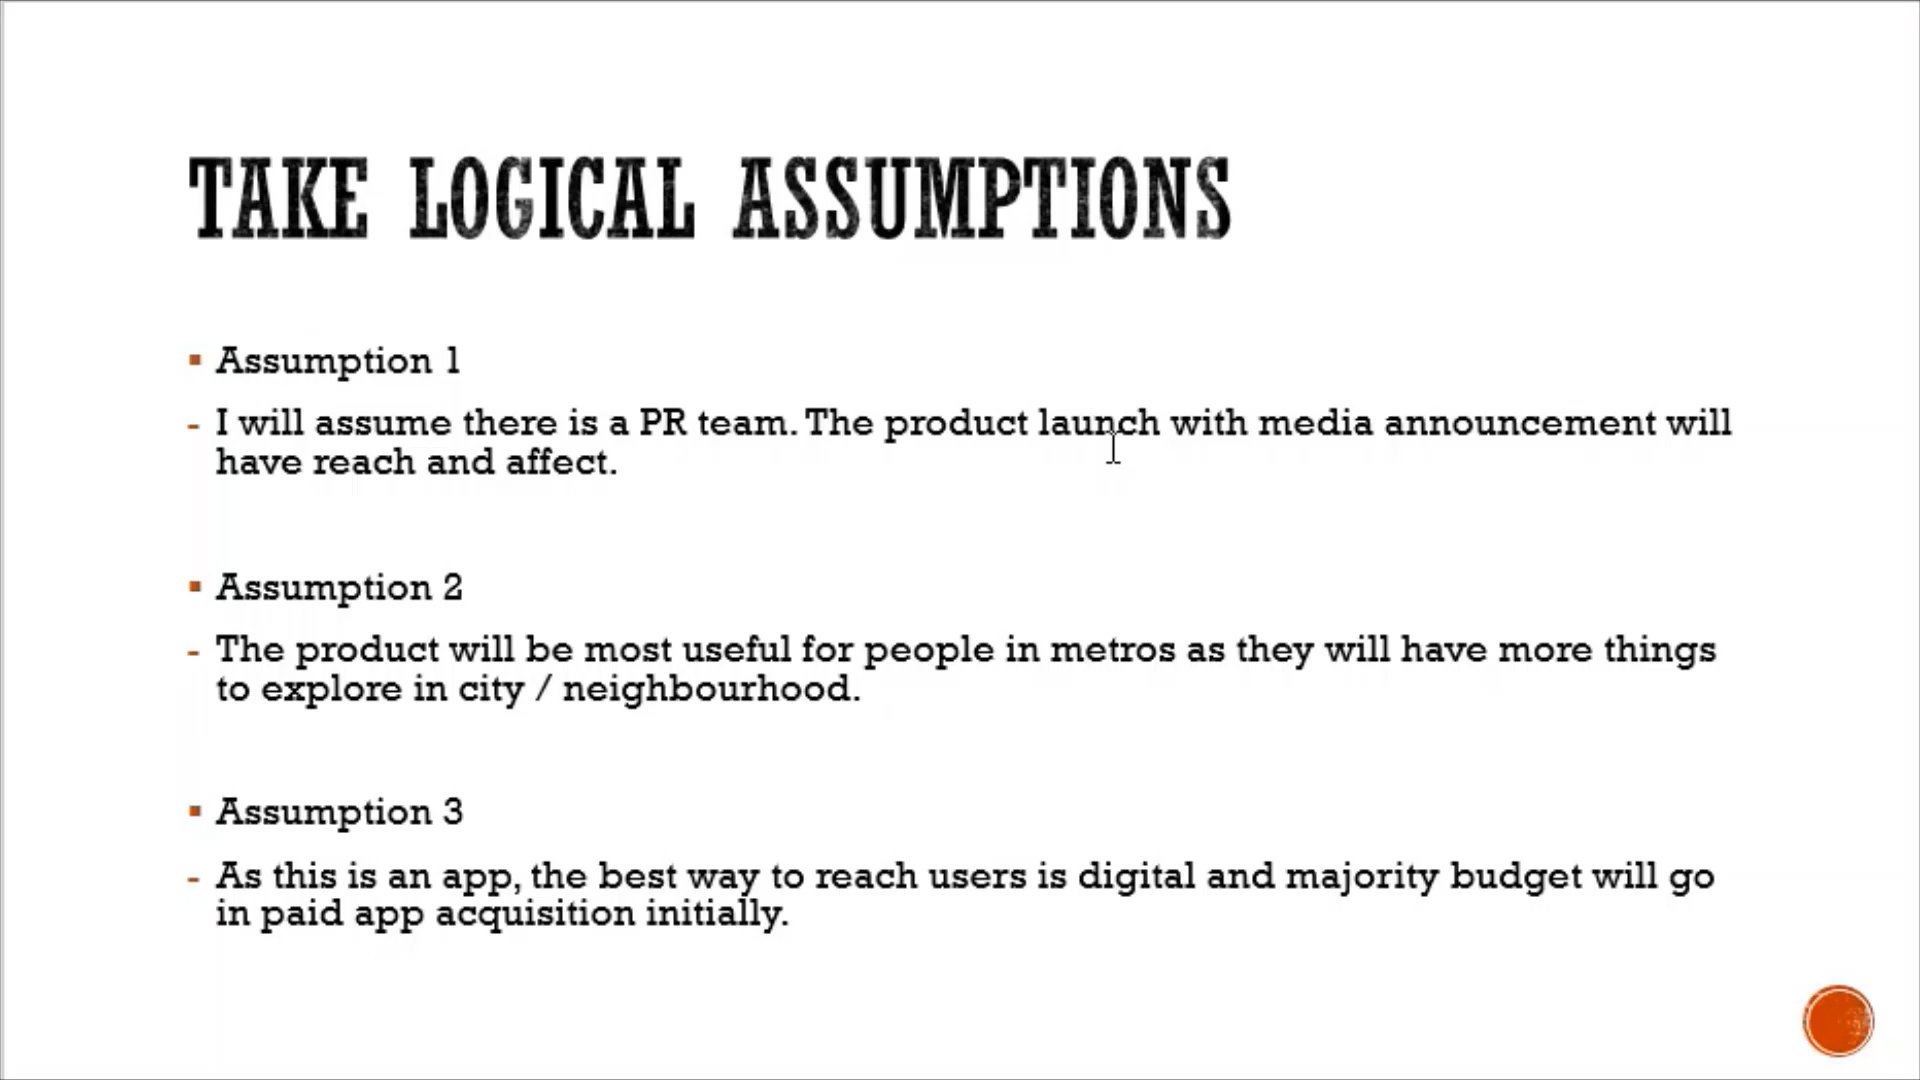 TAKE LOGICAL ASSUMPTIONS
▪ Assumption 1
- I will assume there is a PR team. The product launch with media announcement will
have reach and affect.
▪ Assumption 2
- The product will be most useful for people in metros as they will have more things
to explore in city / neighbourhood.
▪ Assumption 3
- As this is an app, the best way to reach users is digital and majority budget will go
in paid app acquisition initially.